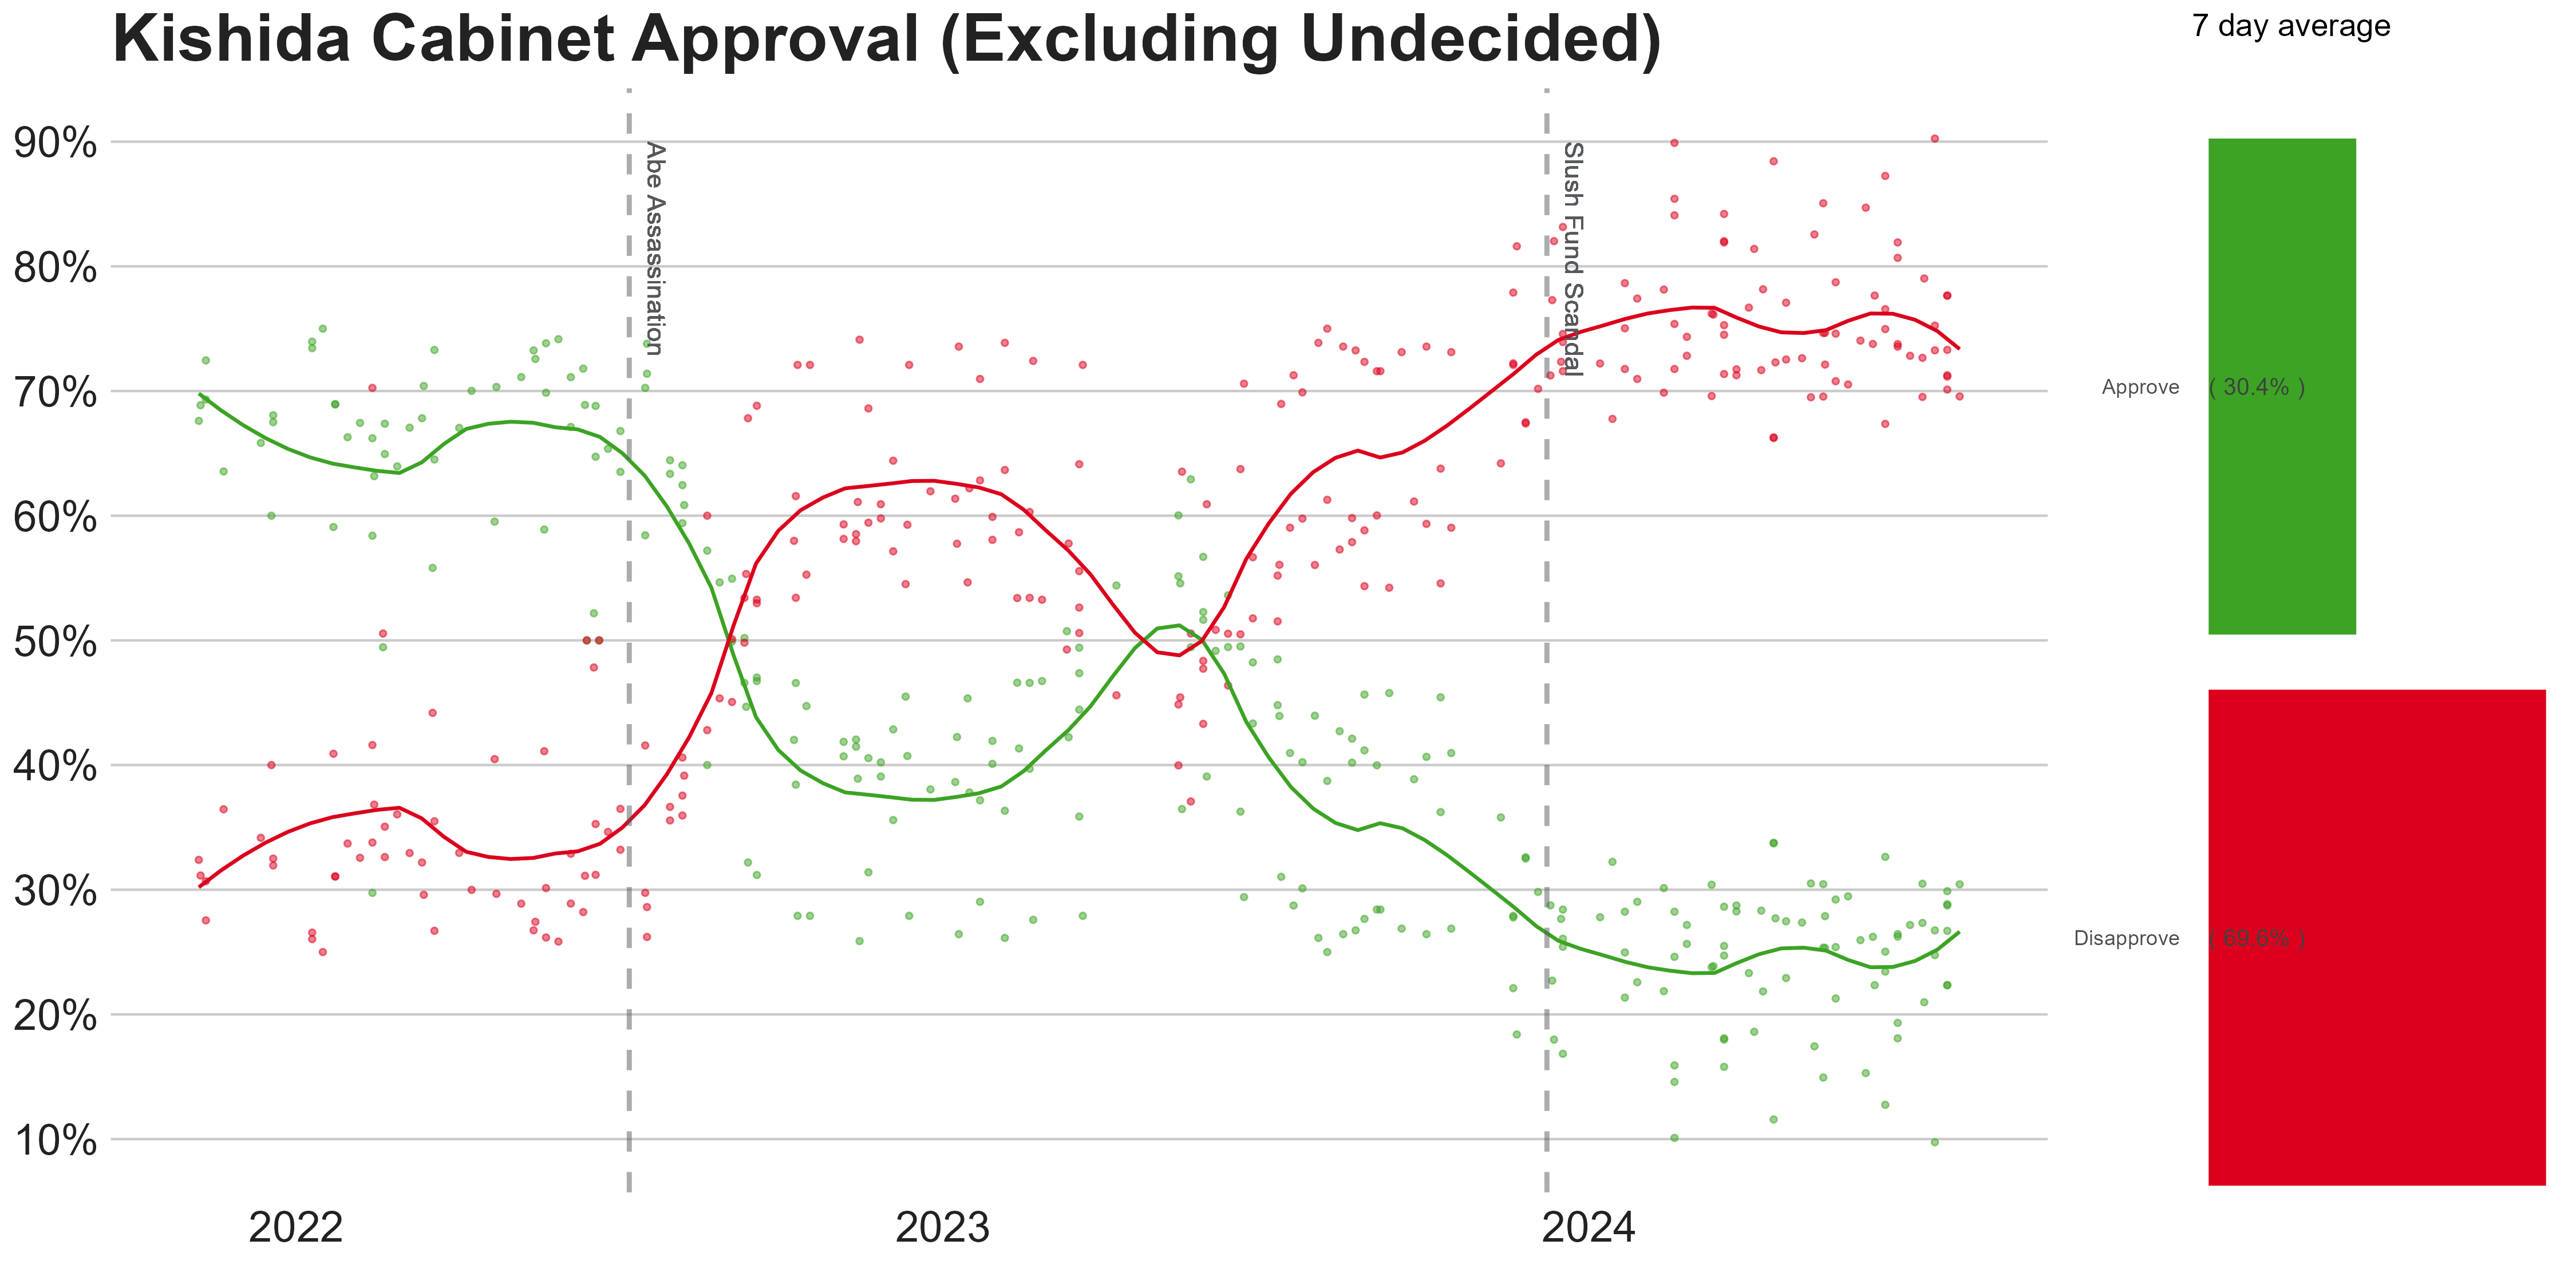 Kishida Cabinet Approval (Excluding Undecided)
7 day average
90%
80%
70%
60%
50%
40%
30%
20%
10%
Abe Assassination
Slush Fund Scandal
2022
2023
2024
Approve ( 30.4% )
Disapprove ( 69.6% )